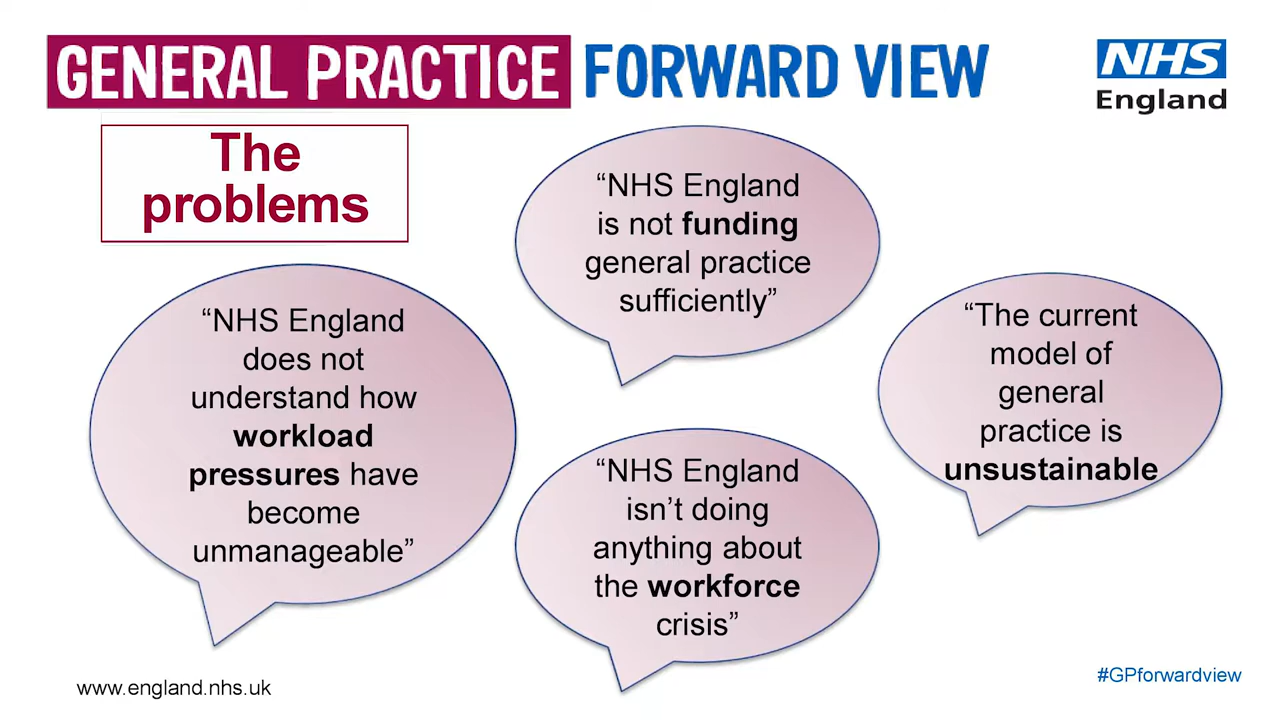 GENERAL PRACTICE FORWARD VIEW
NHS
England
The
problems
“NHS England
is not funding
general practice
sufficiently”
“NHS England
does not
understand how
workload
pressures have
become
unmanageable”
“The current
model of
general
practice is
unsustainable
“NHS England
isn’t doing
anything about
the workforce
crisis”
www.england.nhs.uk
#GPforwardview